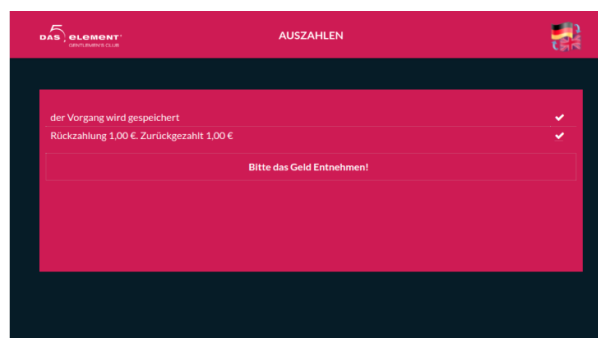 DAS 5. ELEMENT
GENTLEMEN'S CLUB
AUSZAHLEN
der Vorgang wird gespeichert
Rückzahlung 1,00 €. Zurückgezahlt 1,00 €
Bitte das Geld Entnehmen!